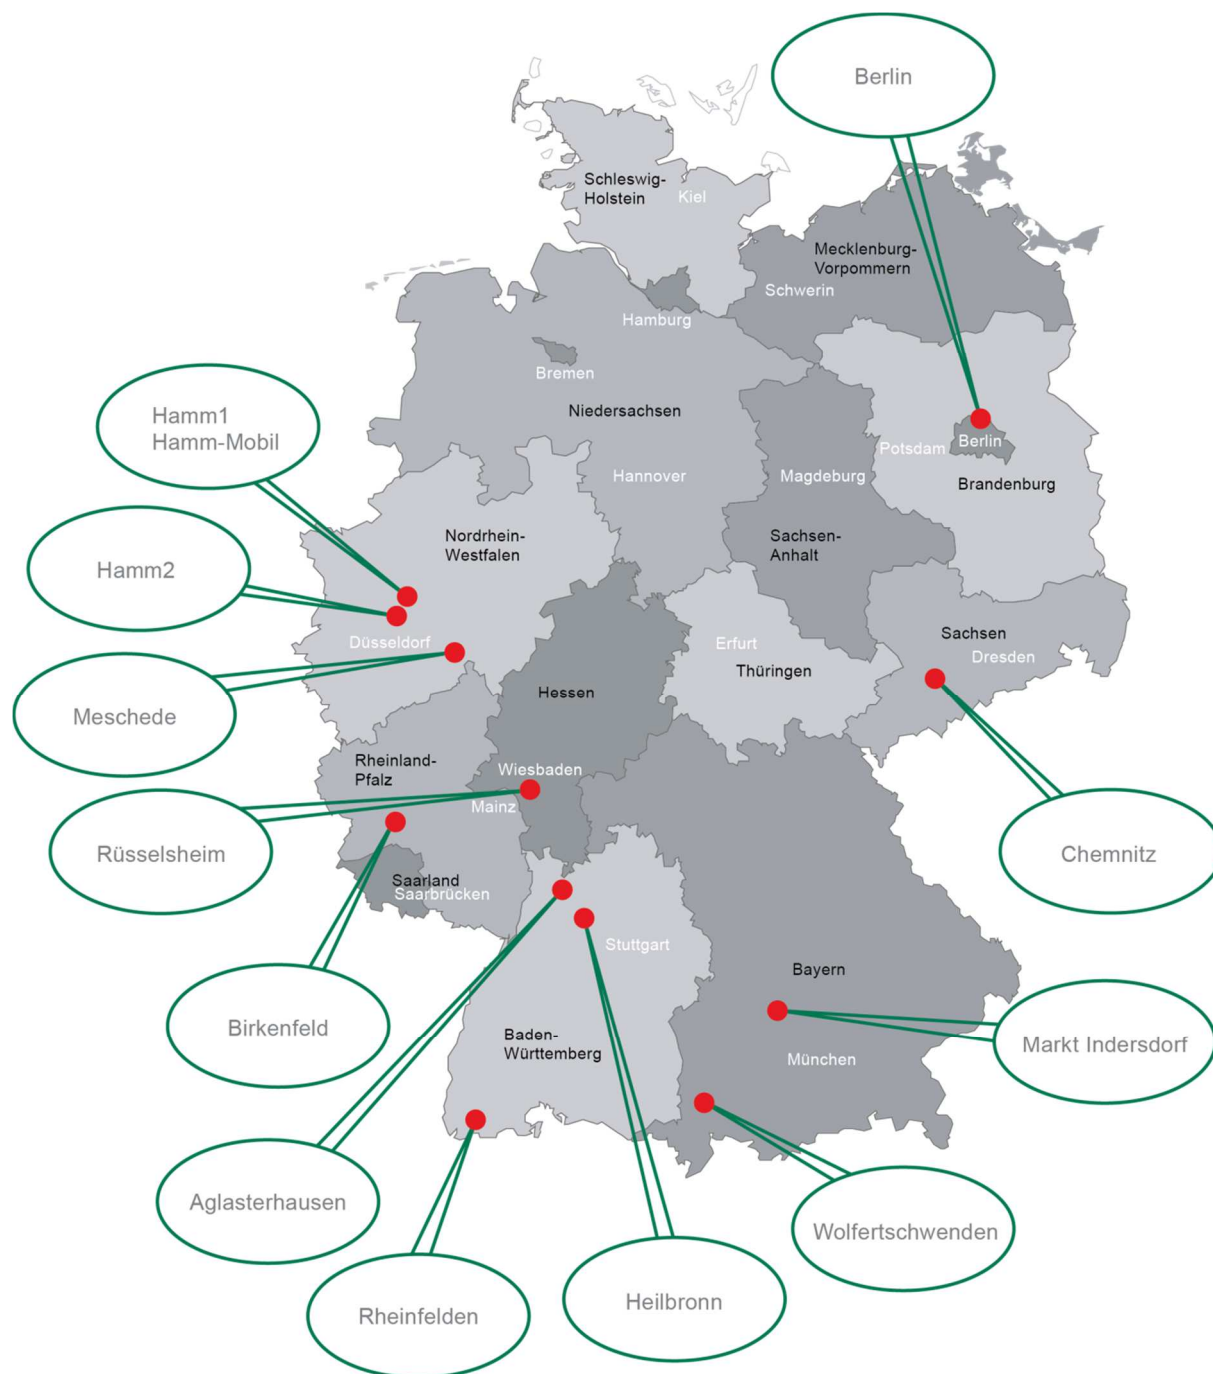 Berlin
Schleswig-
Holstein
Kiel
Mecklenburg-
Vorpommern
Schwerin
Hamburg
Bremen
Niedersachsen
Hamm1
Hamm-Mobil
Potsdam
Berlin
Hannover
Magdeburg
Brandenburg
Nordrhein-
Westfalen
Sachsen-
Anhalt
Hamm2
Düsseldorf
Erfurt
Thüringen
Sachsen
Dresden
Hessen
Meschede
Rheinland-
Pfalz
Wiesbaden
Mainz
Rüsselsheim
Chemnitz
Saarland
Saarbrücken
Stuttgart
Bayern
Birkenfeld
Baden-
Württemberg
München
Markt Indersdorf
Aglasterhausen
Wolfertschwenden
Rheinfelden
Heilbronn